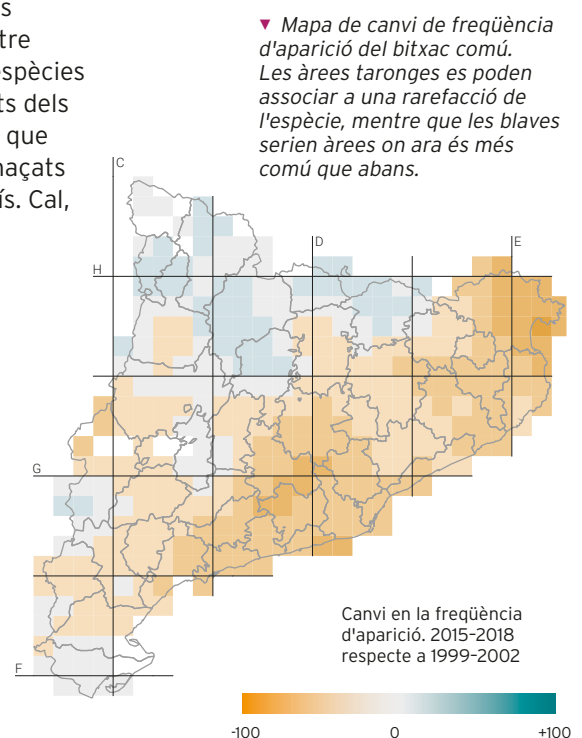 s
tre
espècies
ts dels
que
naçats
ís. Cal,
▼ Mapa de canvi de freqüència
d'aparició del bitxac comú.
Les àrees taronges es poden
associar a una rarefacció de
l'espècie, mentre que les blaves
serien àrees on ara és més
comú que abans.
C
D
E
H
G
F
Canvi en la freqüència
d'aparició. 2015-2018
respecte a 1999-2002
-100
0
+100